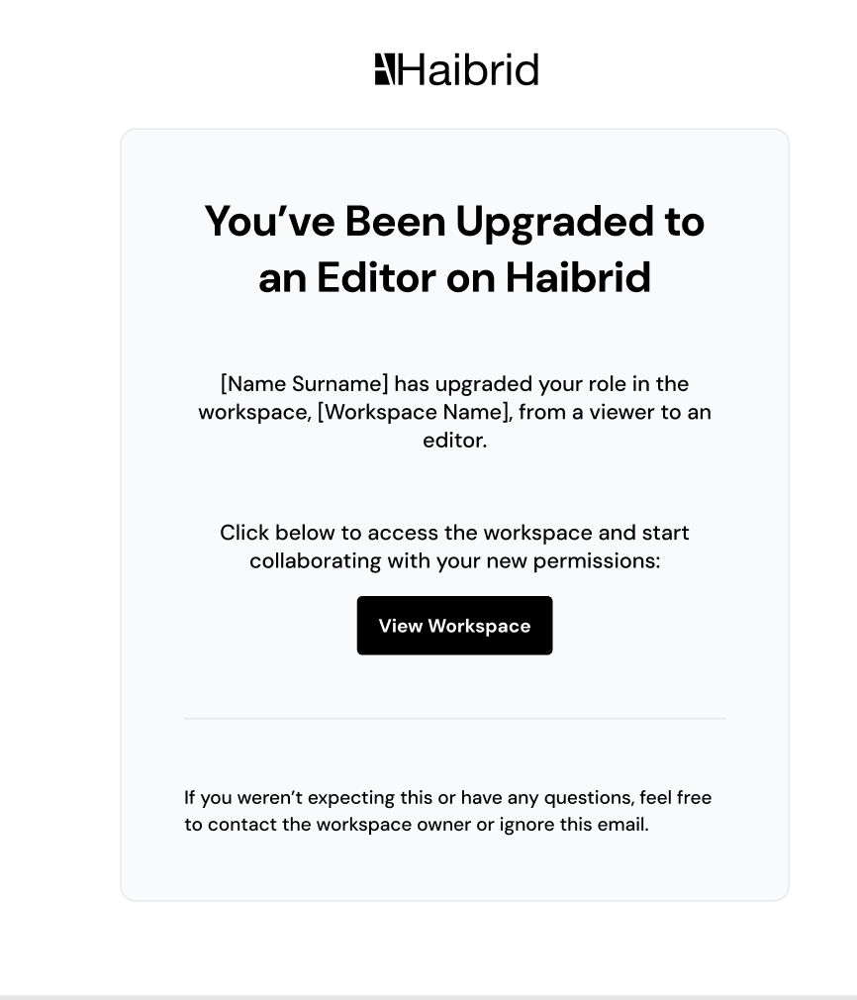 Haibrid
You’ve Been Upgraded to
an Editor on Haibrid
[Name Surname] has upgraded your role in the
workspace, [Workspace Name], from a viewer to an
editor.
Click below to access the workspace and start
collaborating with your new permissions:
View Workspace
If you weren’t expecting this or have any questions, feel free
to contact the workspace owner or ignore this email.